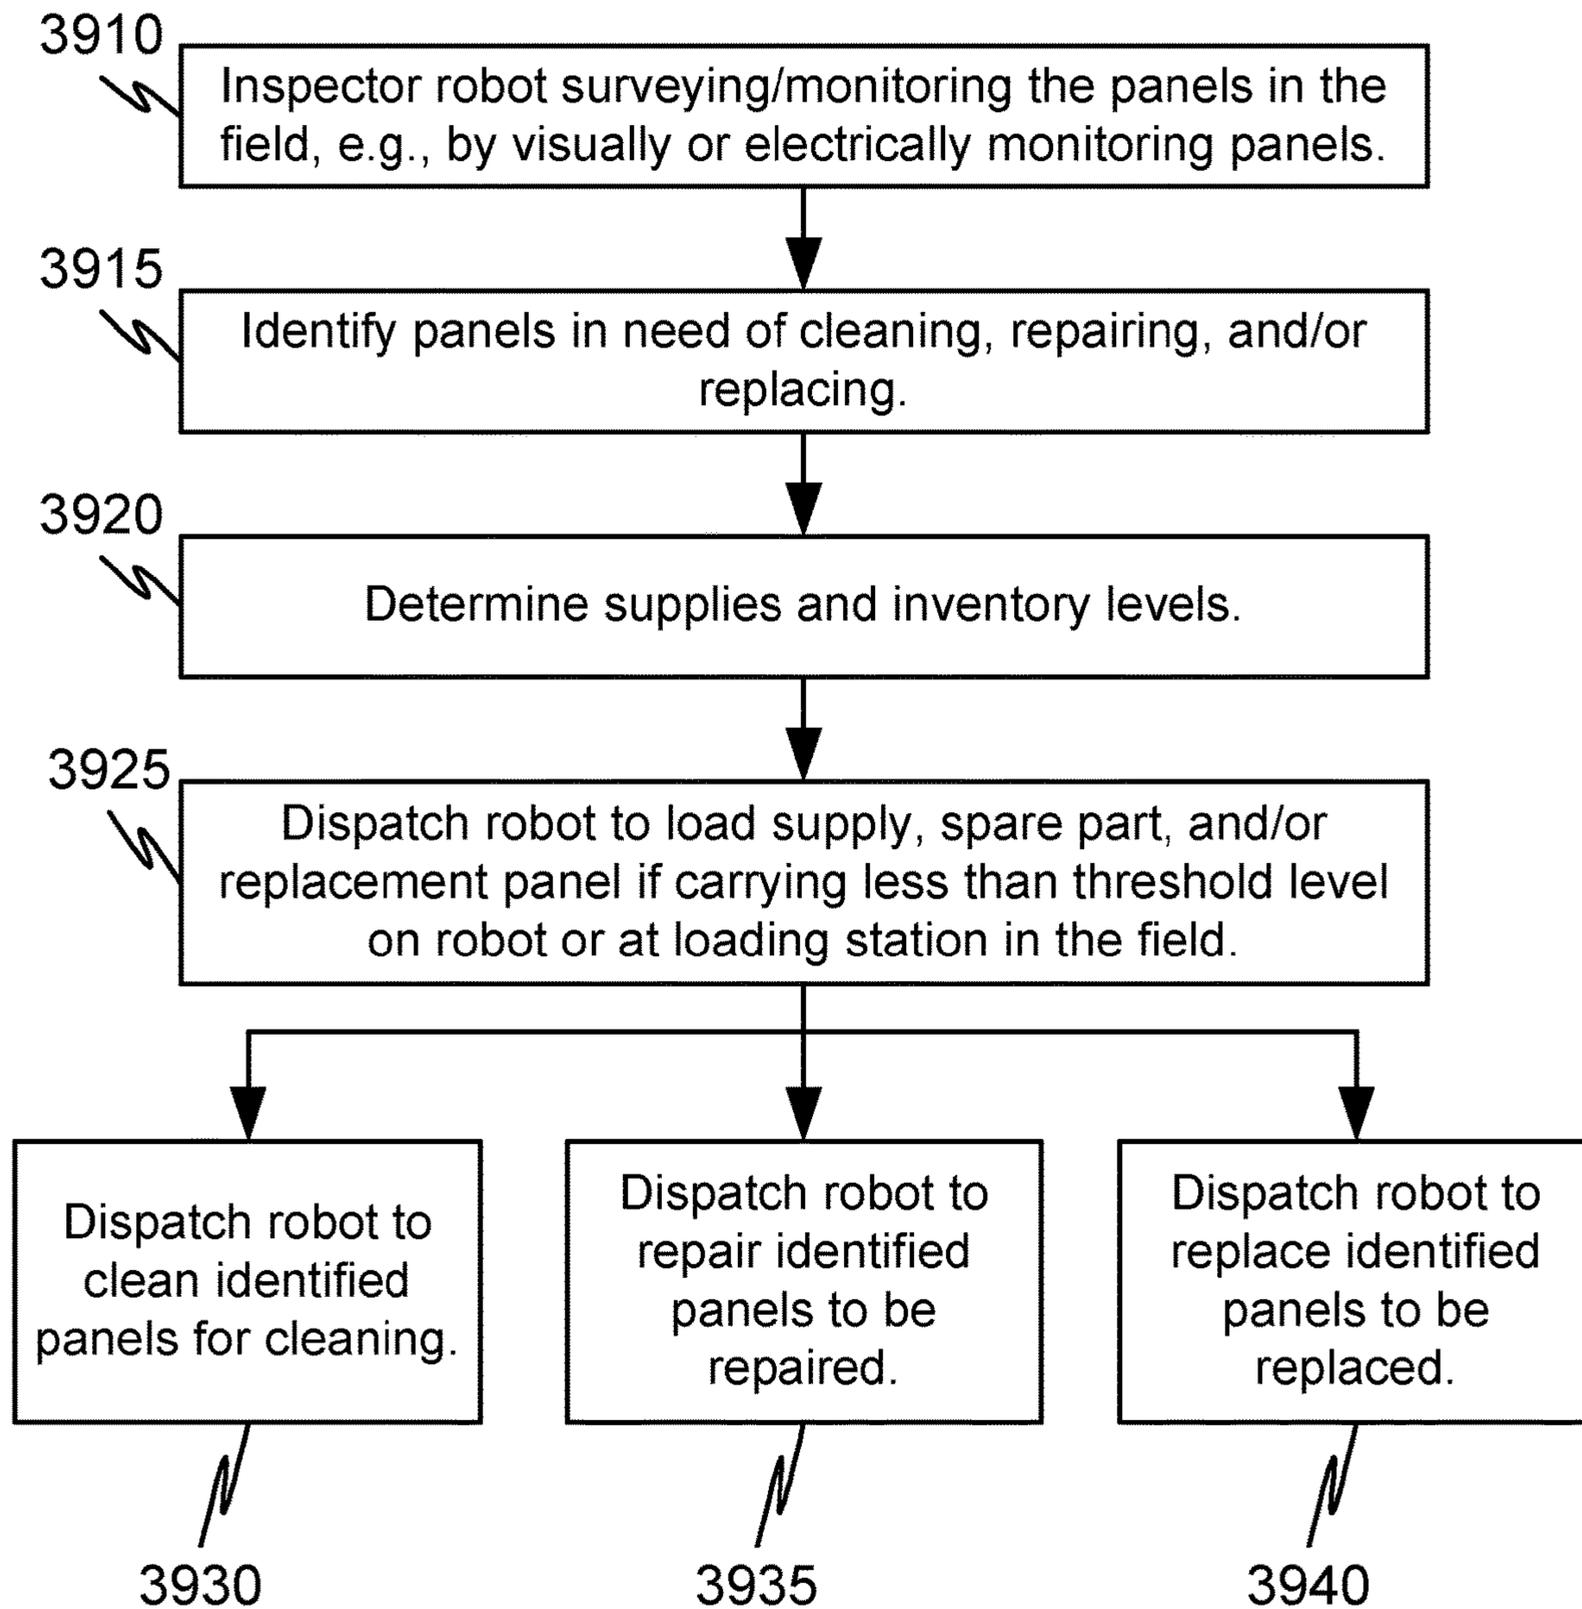 3910
Inspector robot surveying/monitoring the panels in the
field, e.g., by visually or electrically monitoring panels.
3915
Identify panels in need of cleaning, repairing, and/or
replacing.
3920
Determine supplies and inventory levels.
3925
Dispatch robot to load supply, spare part, and/or
replacement panel if carrying less than threshold level
on robot or at loading station in the field.
Dispatch robot to
clean identified
panels for cleaning.
Dispatch robot to
repair identified
panels to be
repaired.
Dispatch robot to
replace identified
panels to be
replaced.
3930
3935
3940